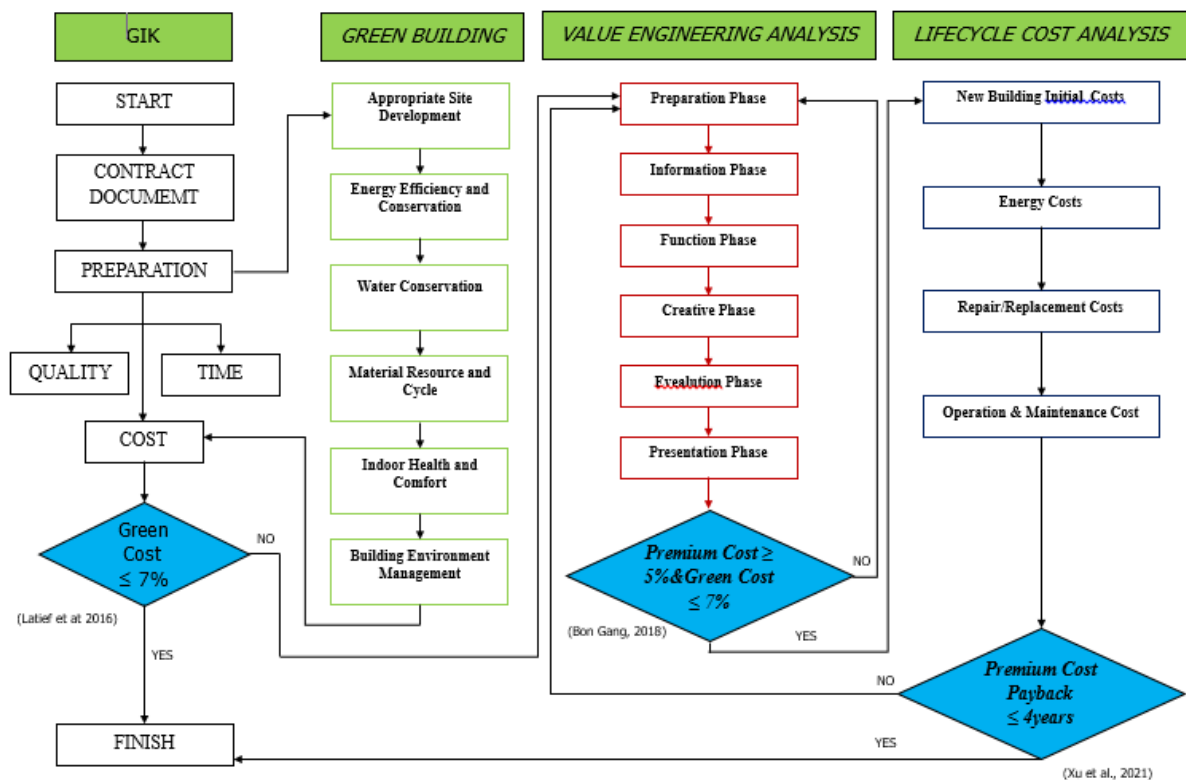 GIK
START
CONTRACT
DOCUMEMT
PREPARATION
QUALITY
TIME
COST
Green
Cost
≤ 7%
NO
(Latief et at 2016)
YES
FINISH
GREEN BUILDING
Appropriate Site
Development
Energy Efficiency and
Conservation
Water Conservation
Material Resource and
Cycle
Indoor Health and
Comfort
Building Environment
Management
VALUE ENGINEERING ANALYSIS
Preparation Phase
Information Phase
Function Phase
Creative Phase
Evealution Phase
Presentation Phase
Premium Cost ≥
5%&Green Cost
≤ 7%
NO
(Bon Gang, 2018)
YES
LIFECYCLE COST ANALYSIS
New Building Initial Costs
Energy Costs
Repair/Replacement Costs
Operation & Maintenance Cost
Premium Cost
Payback
≤ 4years
NO
YES
(Xu et al., 2021)